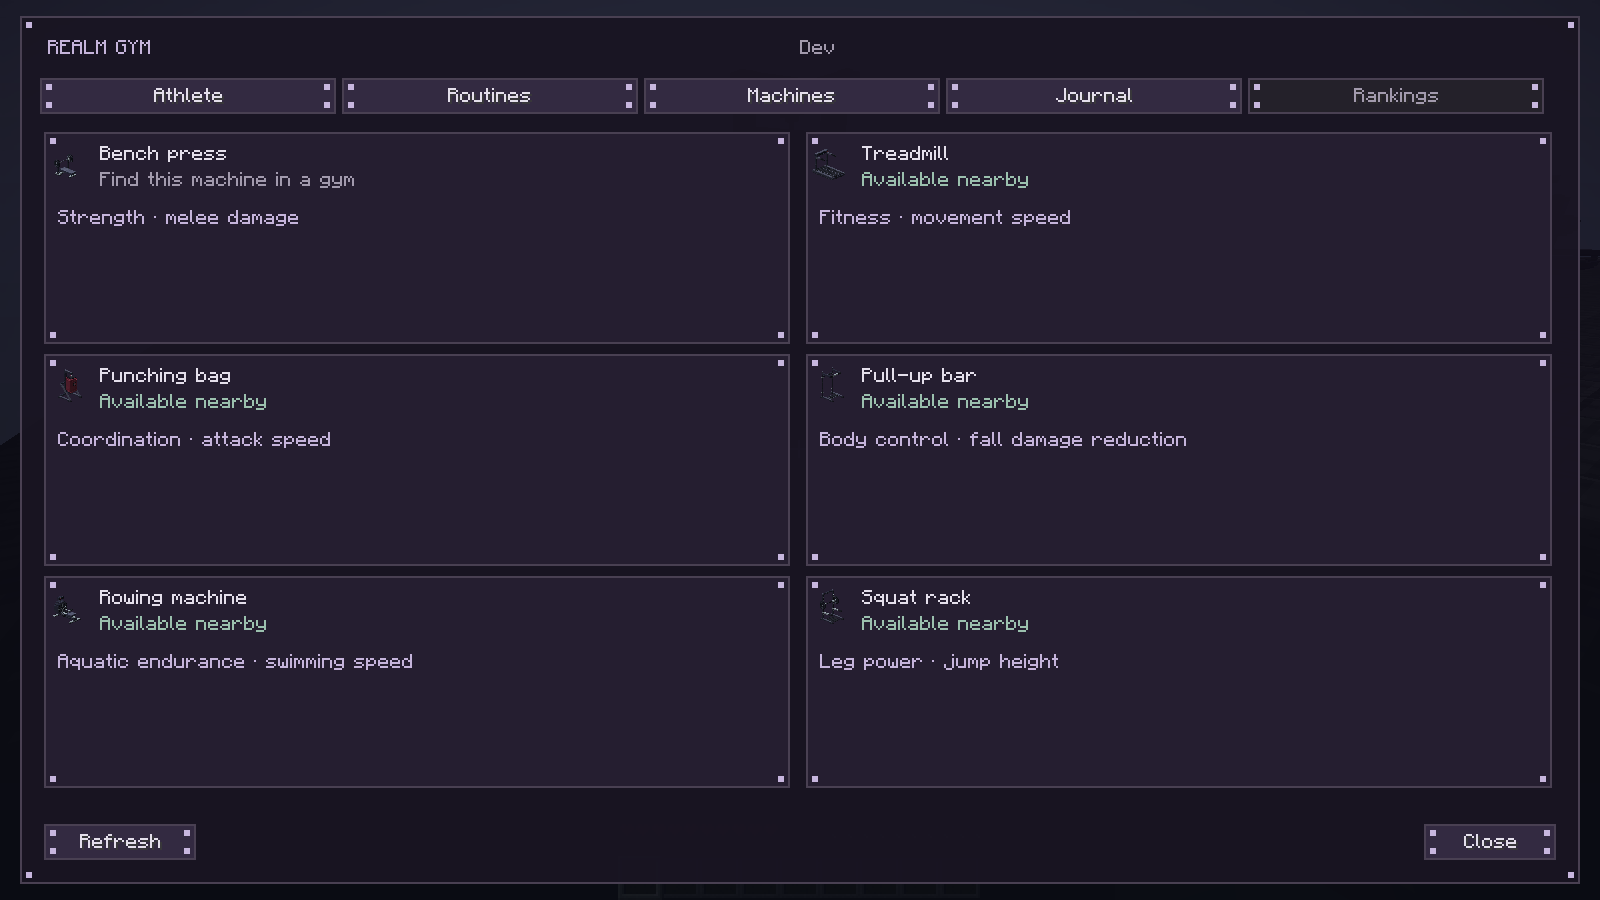 REALM GYM
Dev
Athlete
Routines
Machines
Journal
Rankings
Bench press
Find this machine in a gym
Strength · melee damage
Treadmill
Available nearby
Fitness · movement speed
Punching bag
Available nearby
Coordination · attack speed
Pull-up bar
Available nearby
Body control · fall damage reduction
Rowing machine
Available nearby
Aquatic endurance · swimming speed
Squat rack
Available nearby
Leg power · jump height
Refresh
Close